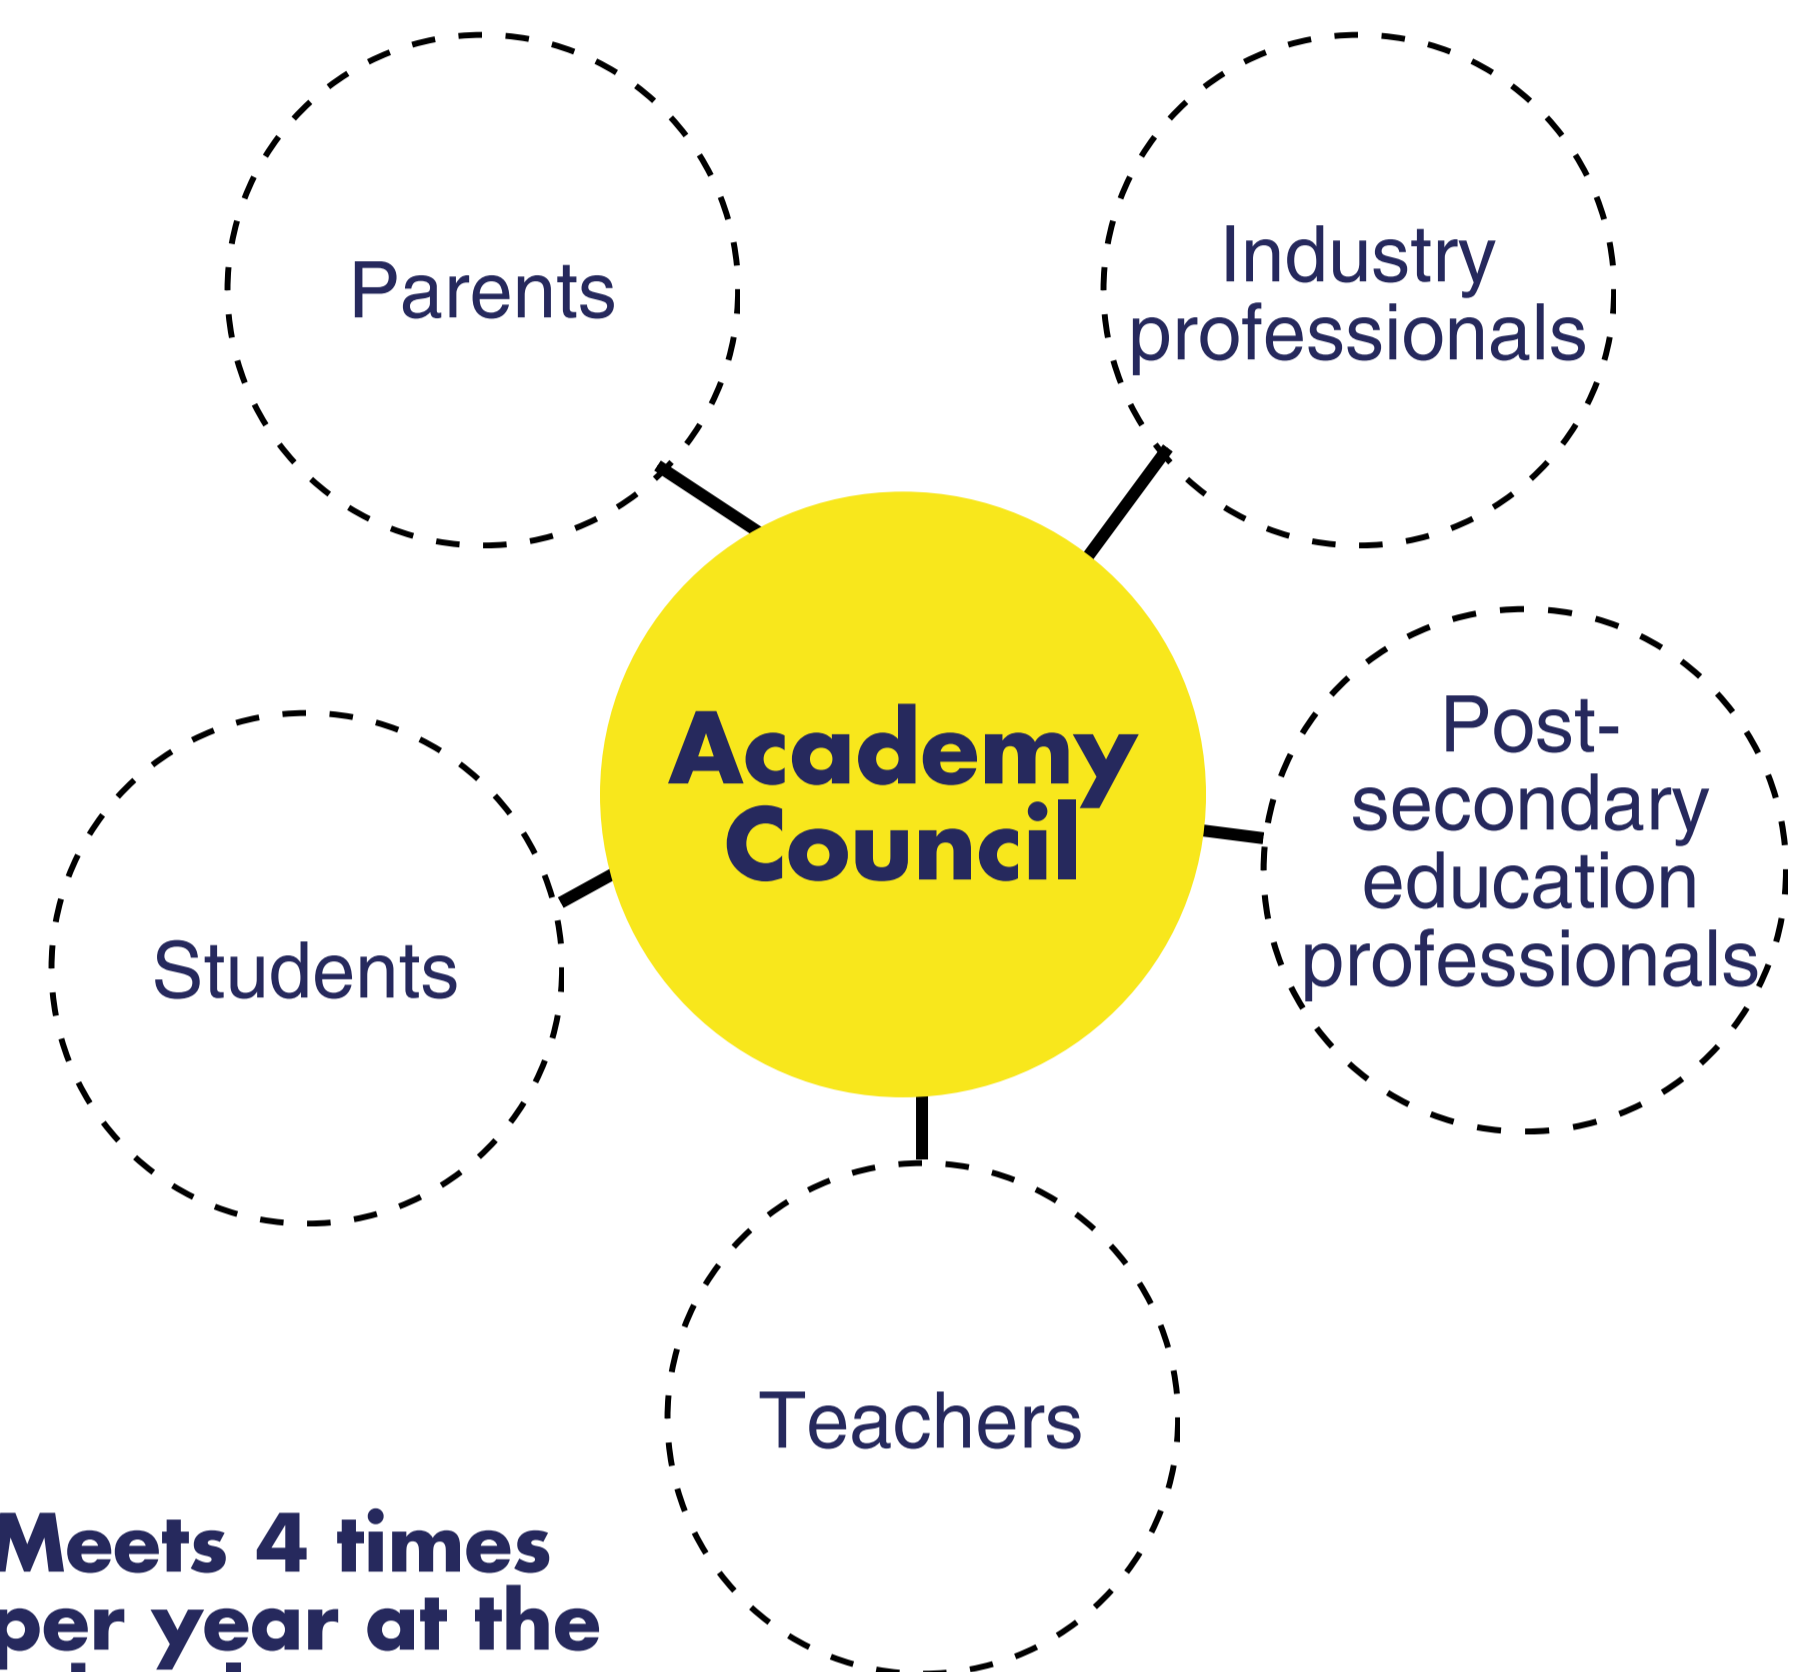 Parents
Industry
professionals
Academy
Council
Post-
secondary
education
professionals
Students
Teachers
Meets 4 times
per year at the